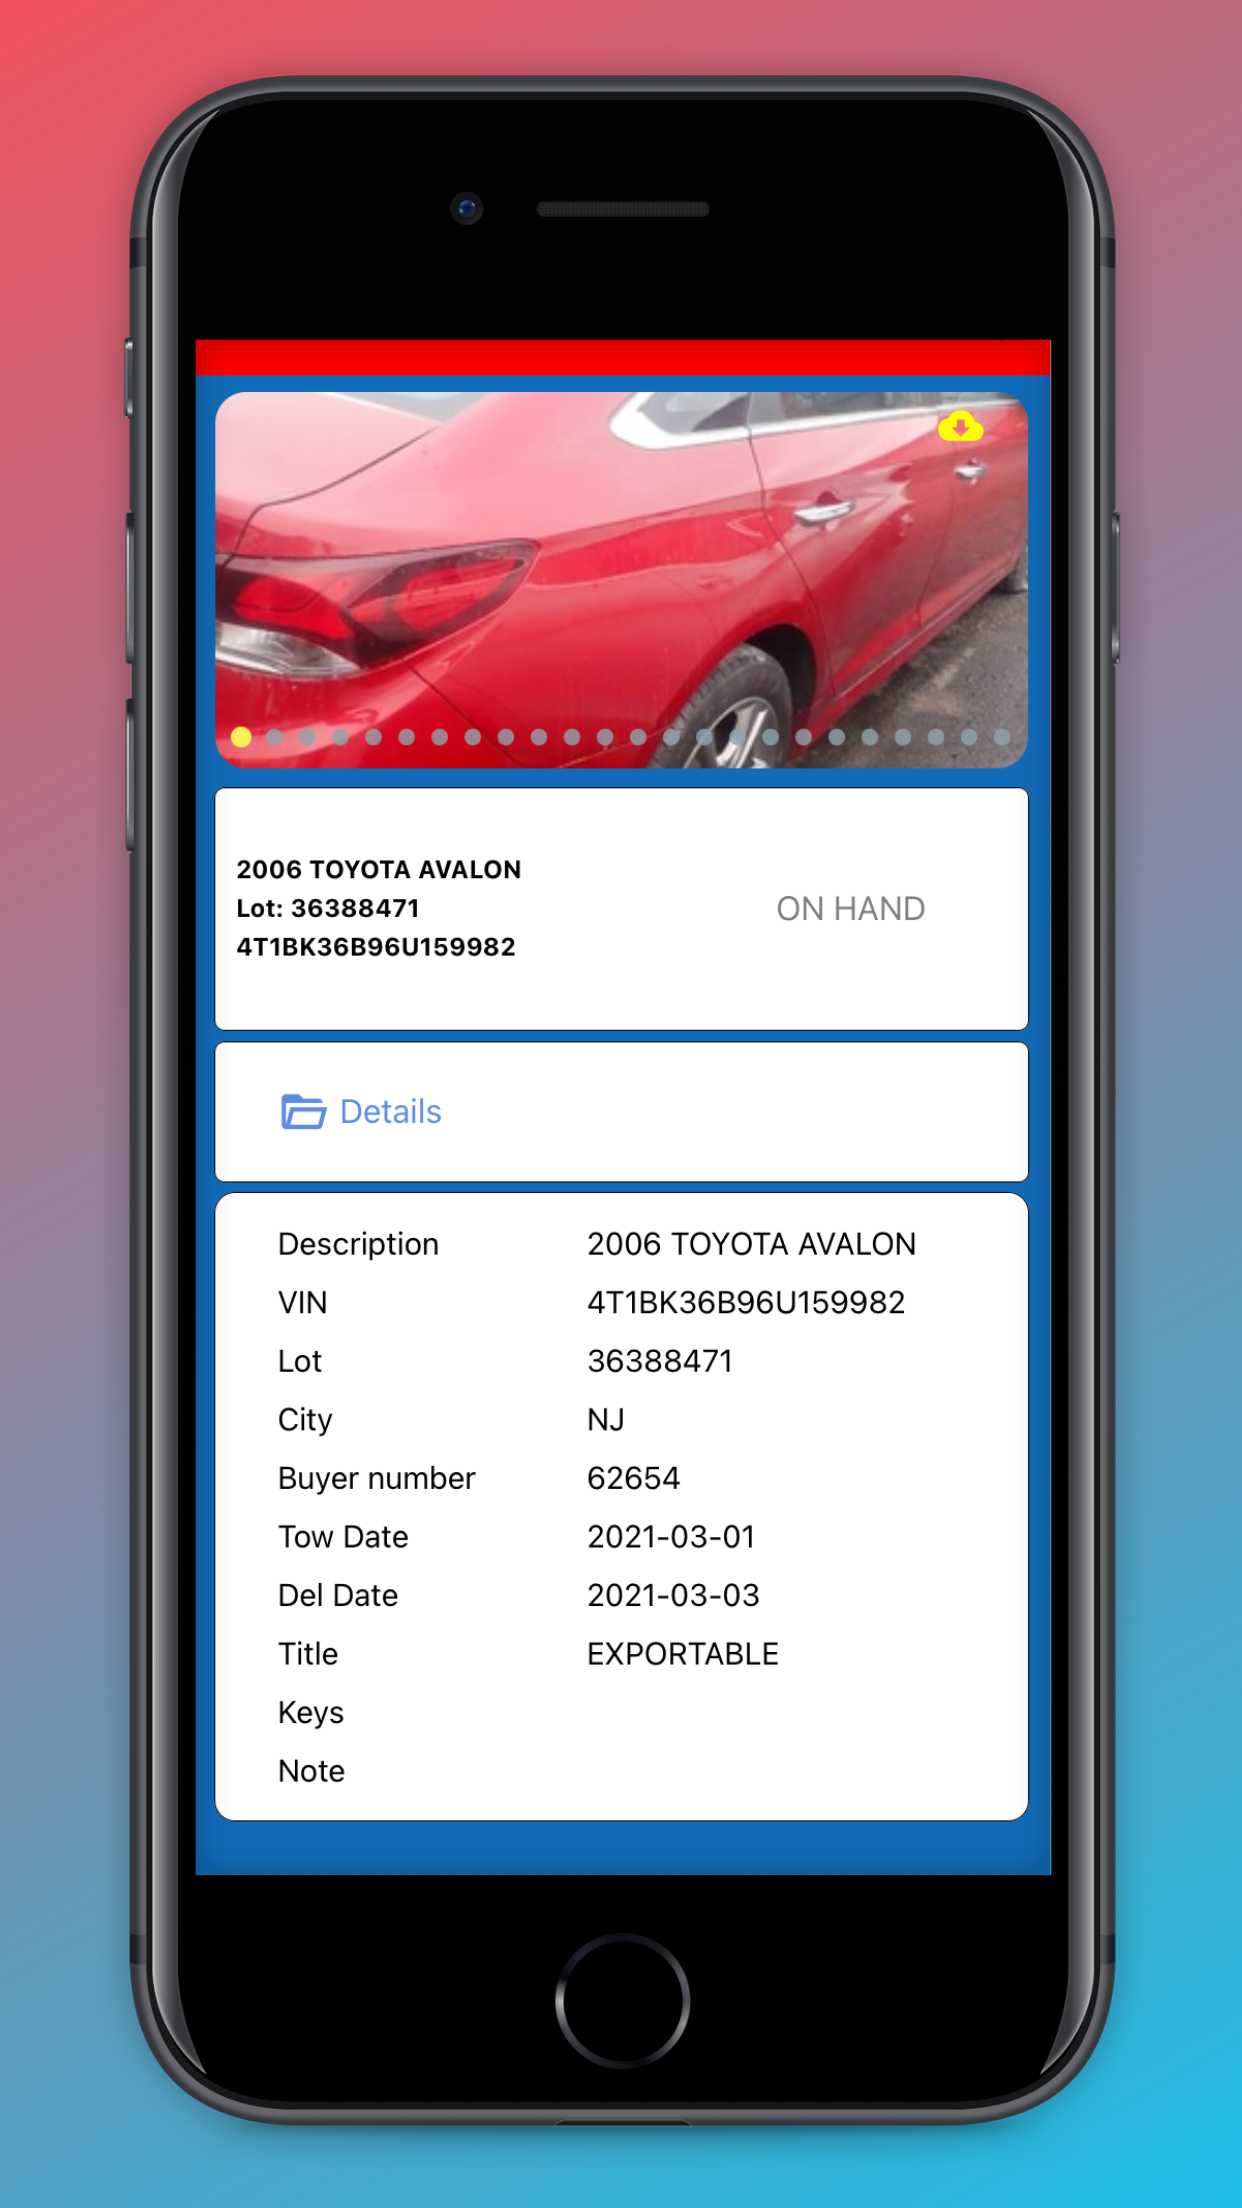 2006 TOYOTA AVALON
Lot: 36388471
4T1BK36B96U159982
ON HAND
Details
Description 2006 TOYOTA AVALON
VIN 4T1BK36B96U159982
Lot 36388471
City NJ
Buyer number 62654
Tow Date 2021-03-01
Del Date 2021-03-03
Title EXPORTABLE
Keys
Note